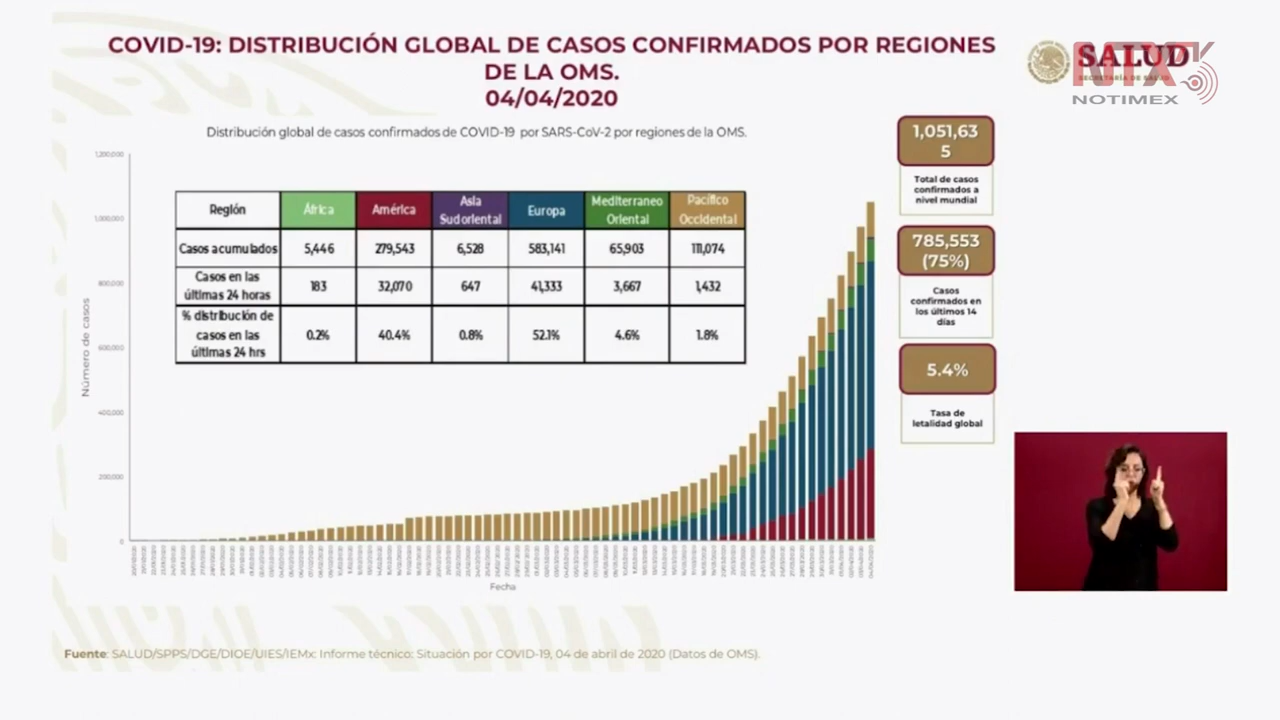 COVID-19: DISTRIBUCIÓN GLOBAL DE CASOS CONFIRMADOS POR REGIONES
DE LA OMS.
04/04/2020
SALUD
SECRETARÍA DE SALUD
NTX
NOTIMEX
Distribución global de casos confirmados de COVID-19 por SARS-CoV-2 por regiones de la OMS.
1,200,000
1,000,000
800,000
600,000
400,000
200,000
0
Número de casos
Región África América Asia Sudoriental Europa Mediterraneo Oriental Pacífico Occidental
Casos acumulados 5,446 279,543 6,528 583,141 65,903 111,074
Casos en las últimas 24 horas 183 32,070 647 41,333 3,667 1,432
% distribución de casos en las últimas 24 hrs 0.2% 40.4% 0.8% 52.1% 4.6% 1.8%
Fecha
1,051,63
5
Total de casos
confirmados a
nivel mundial
785,553
(75%)
Casos
confirmados en
los últimos 14
días
5.4%
Tasa de
letalidad global
Fuente: SALUD/SPPS/DGE/DIOE/UIES/IEMx: Informe técnico: Situación por COVID-19, 04 de abril de 2020 (Datos de OMS).